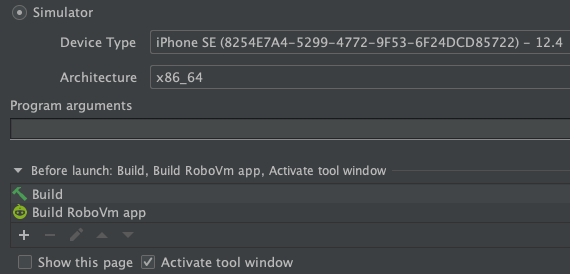 Simulator
Device Type iPhone SE (8254E7A4-5299-4772-9F53-6F24DCD85722) - 12.4
Architecture x86_64
Program arguments
Before launch: Build, Build RoboVm app, Activate tool window
Build
Build RoboVm app
Show this page Activate tool window